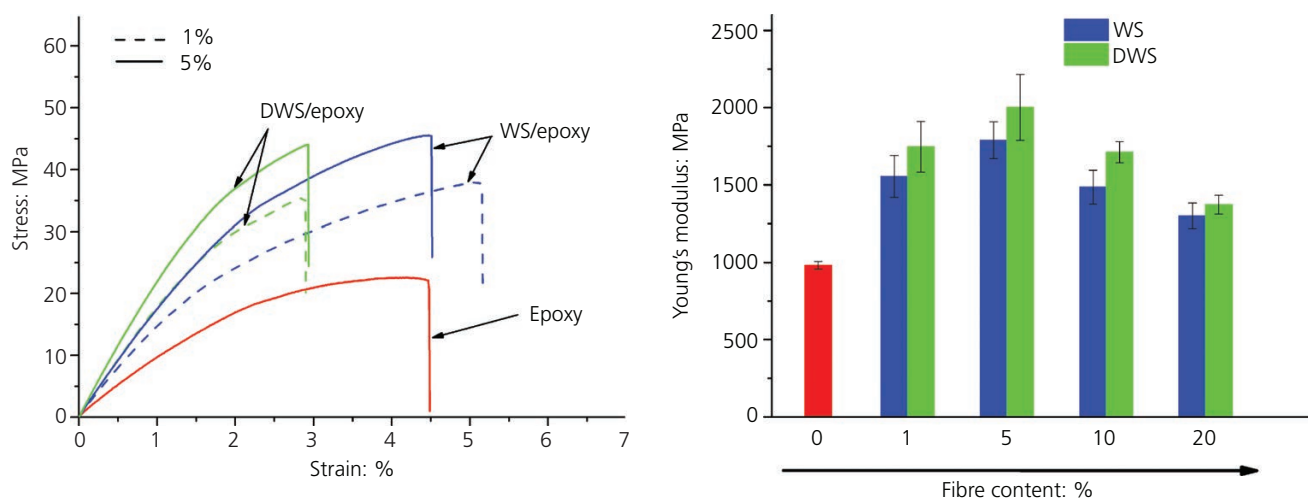 1%
5%
DWS/epoxy
WS/epoxy
Epoxy
Stress: MPa
60
50
40
30
20
10
0
0 1 2 3 4 5 6 7
Strain: %
WS
DWS
Young's modulus: MPa
2500
2000
1500
1000
500
0
0 1 5 10 20
Fibre content: %